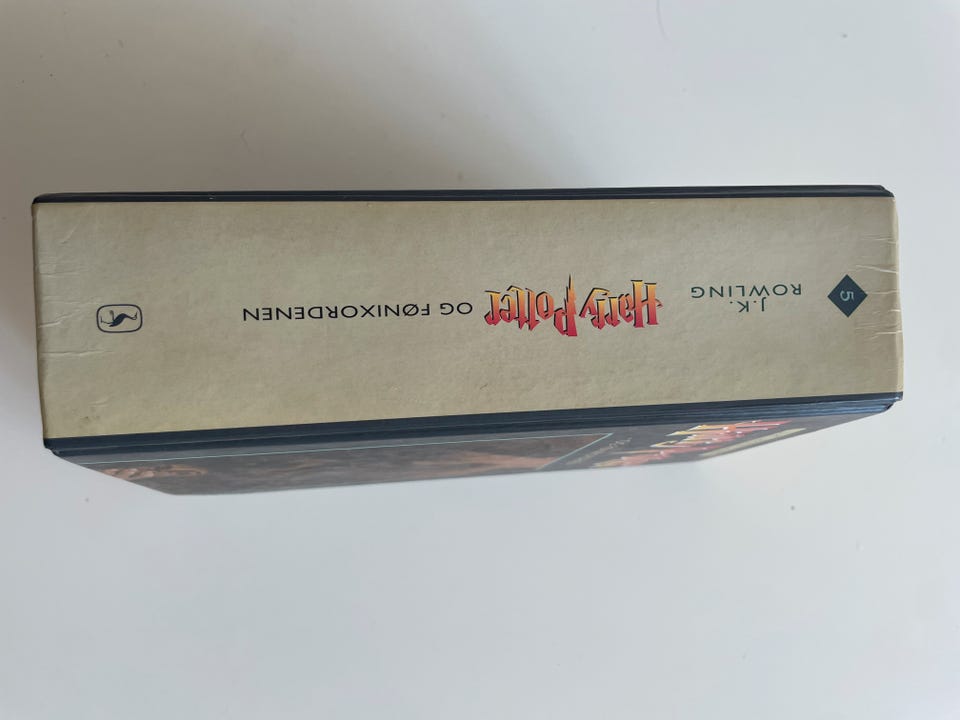 5
J.K.
ROWLING
Harry Potter
OG FØNIXORDENEN